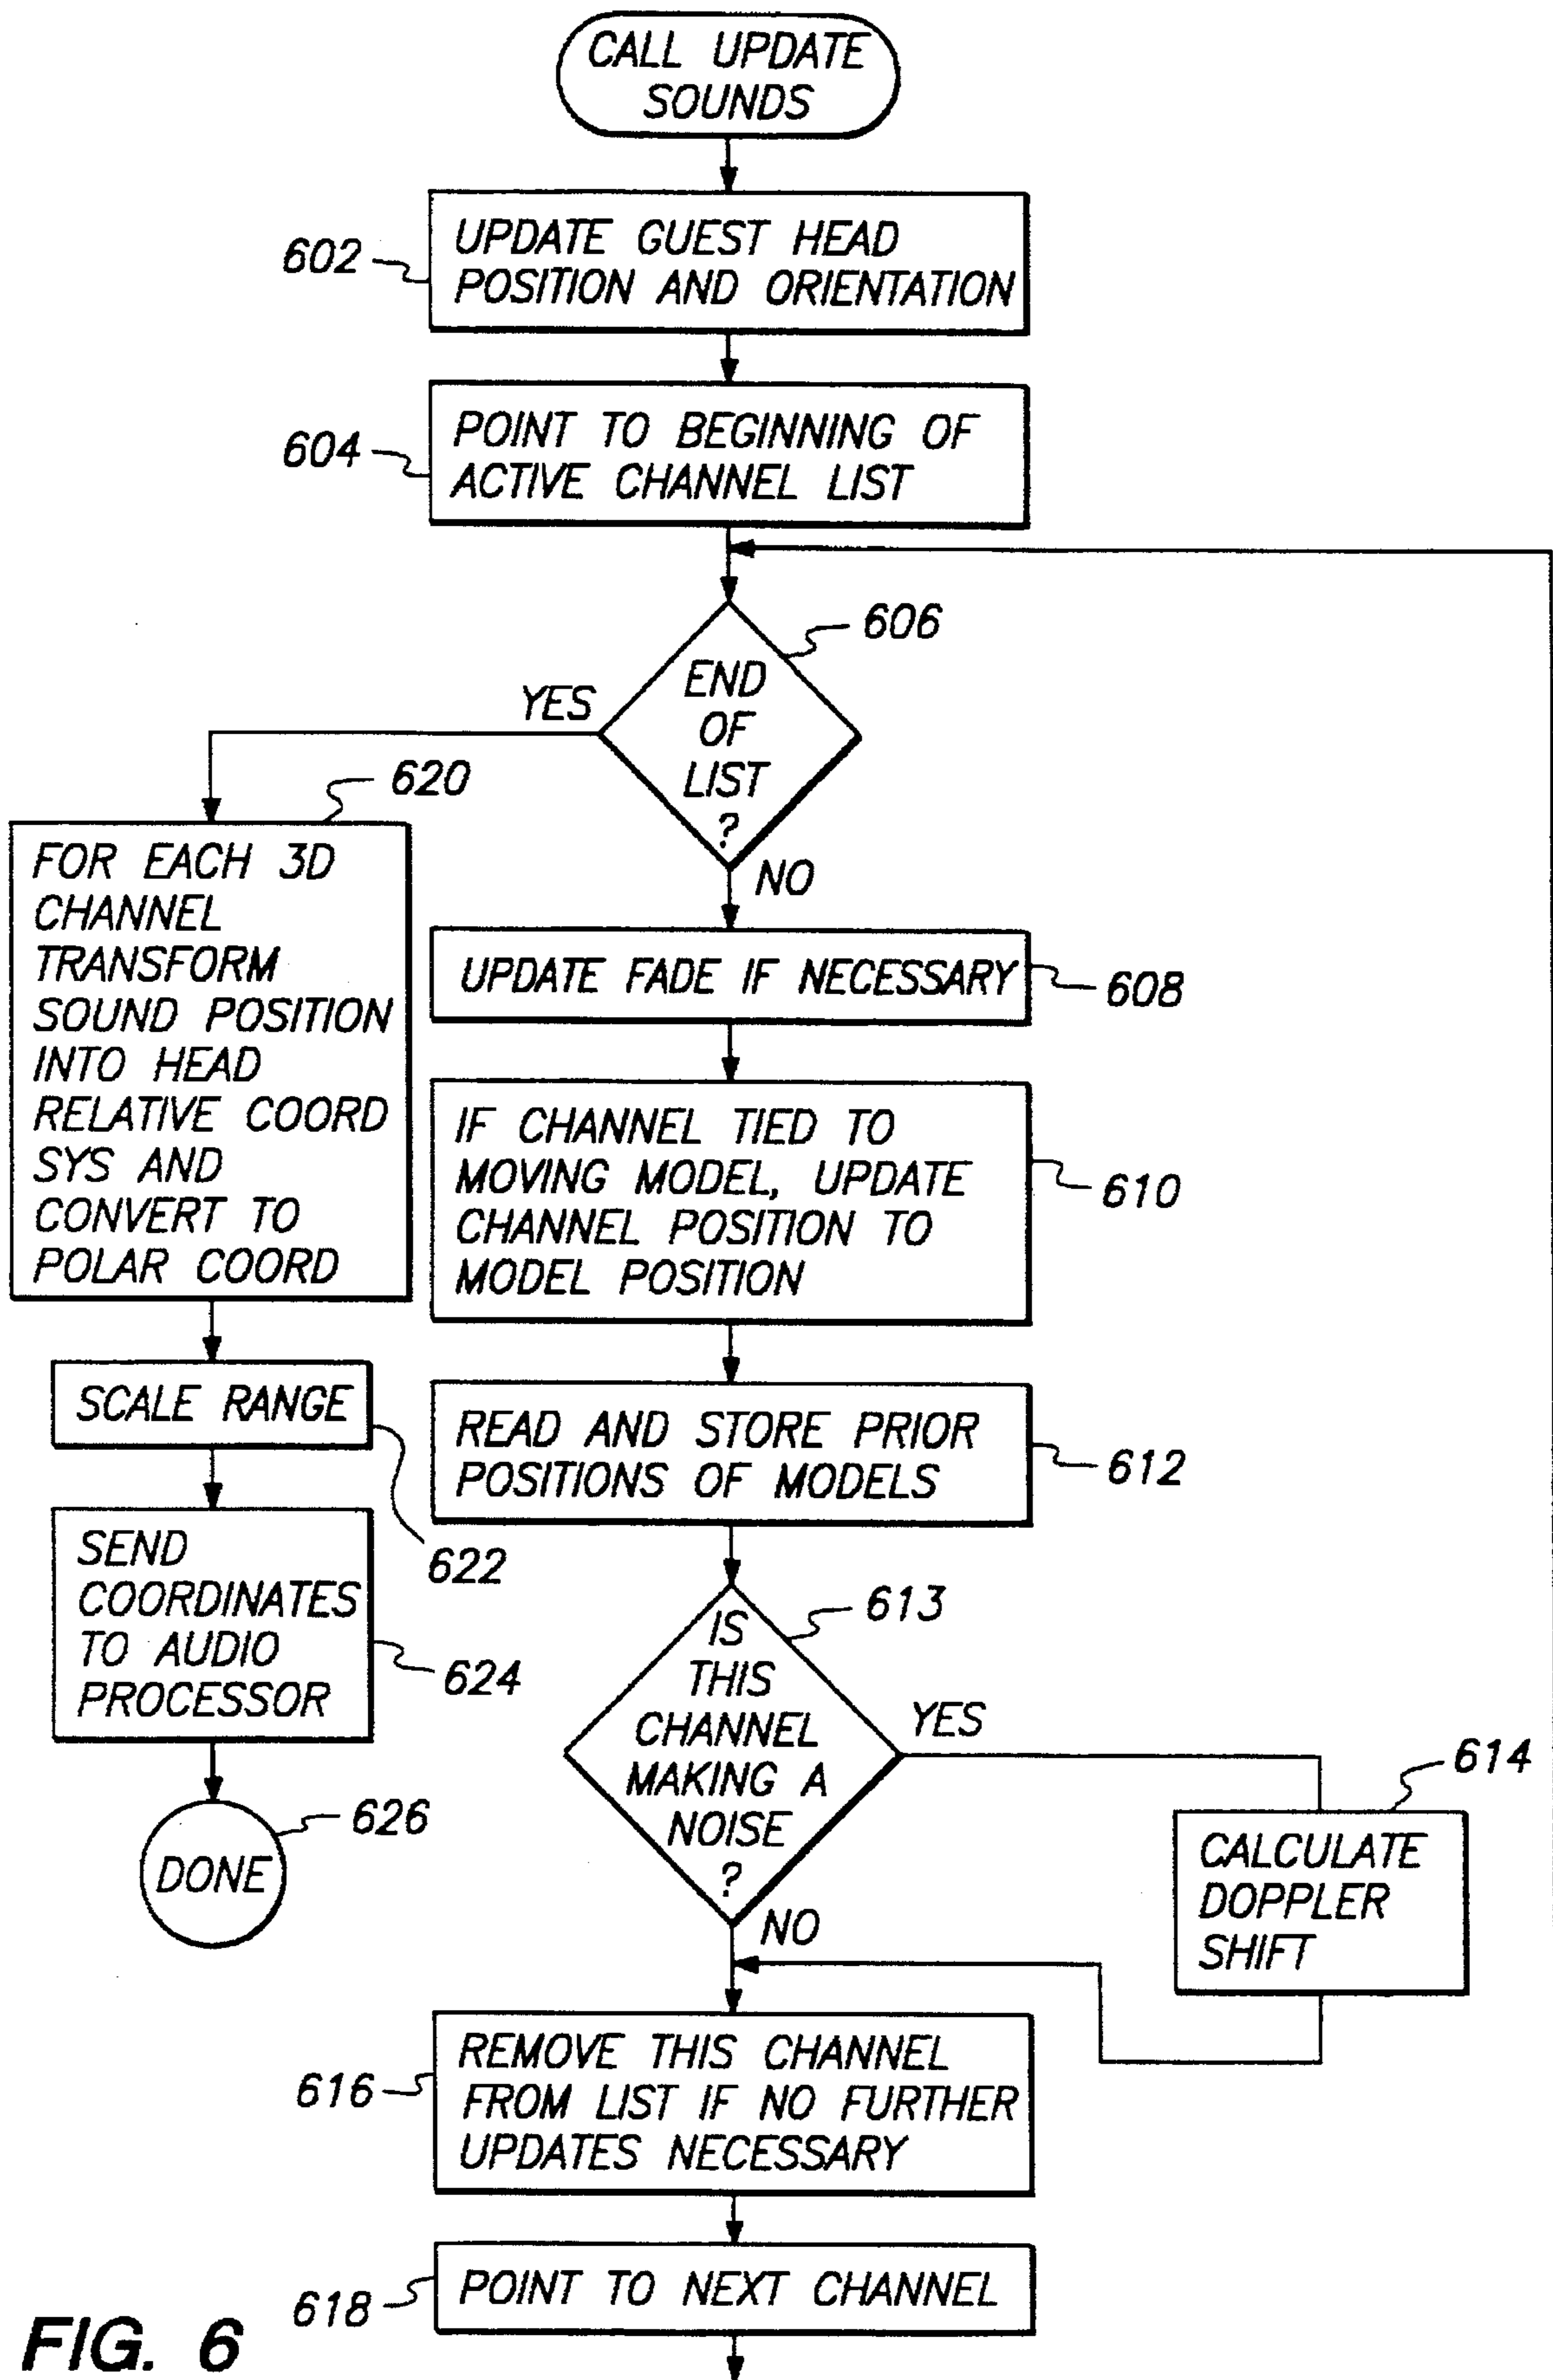 CALL UPDATE
SOUNDS
602
UPDATE GUEST HEAD
POSITION AND ORIENTATION
604
POINT TO BEGINNING OF
ACTIVE CHANNEL LIST
606
END
OF
LIST
?
YES
NO
620
FOR EACH 3D
CHANNEL
TRANSFORM
SOUND POSITION
INTO HEAD
RELATIVE COORD
SYS AND
CONVERT TO
POLAR COORD
SCALE RANGE
622
SEND
COORDINATES
TO AUDIO
PROCESSOR
624
DONE
626
UPDATE FADE IF NECESSARY
608
IF CHANNEL TIED TO
MOVING MODEL, UPDATE
CHANNEL POSITION TO
MODEL POSITION
610
READ AND STORE PRIOR
POSITIONS OF MODELS
612
613
IS
THIS
CHANNEL
MAKING A
NOISE
?
YES
NO
614
CALCULATE
DOPPLER
SHIFT
616
REMOVE THIS CHANNEL
FROM LIST IF NO FURTHER
UPDATES NECESSARY
618
POINT TO NEXT CHANNEL
FIG. 6